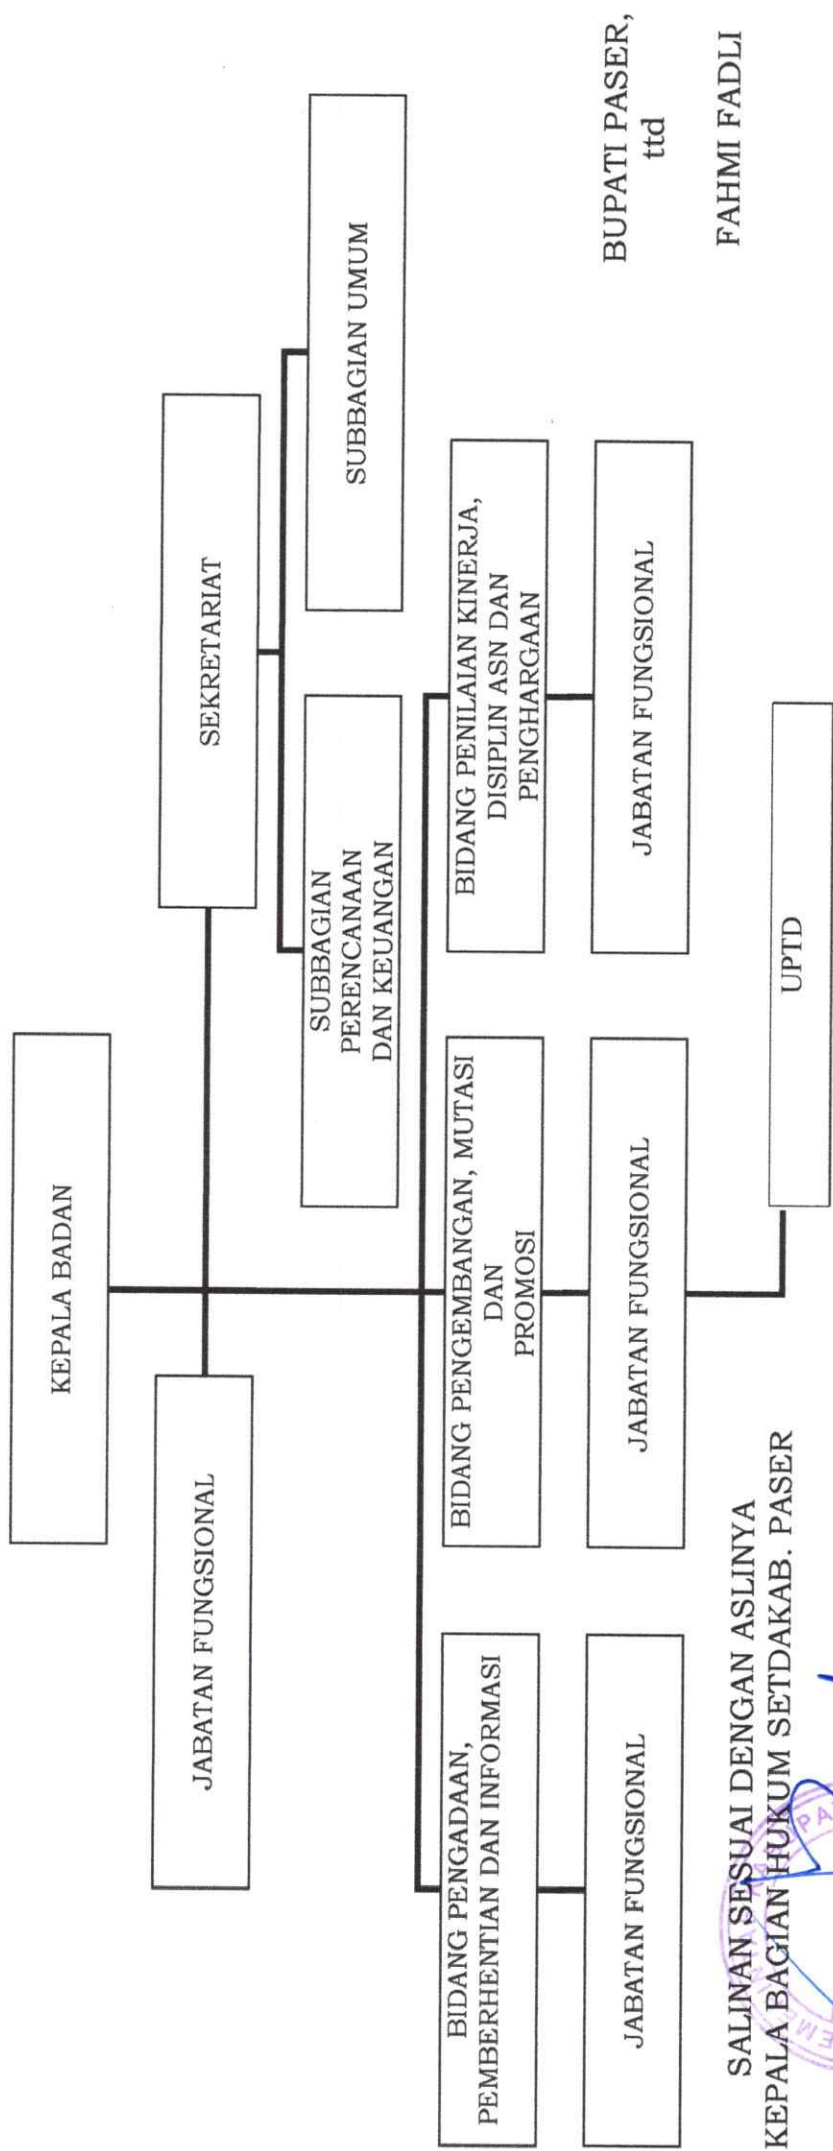 KEPALA BADAN
JABATAN FUNGSIONAL
SEKRETARIAT
SUBBAGIAN
PERENCANAAN
DAN KEUANGAN
SUBBAGIAN UMUM
BIDANG PENGADAAN,
PEMBERHENTIAN DAN INFORMASI
BIDANG PENGEMBANGAN, MUTASI
DAN
PROMOSI
BIDANG PENILAIAN KINERJA,
DISIPLIN ASN DAN
PENGHARGAAN
JABATAN FUNGSIONAL
JABATAN FUNGSIONAL
JABATAN FUNGSIONAL
UPTD
BUPATI PASER,
ttd
FAHMI FADLI
SALINAN SESUAI DENGAN ASLINYA
KEPALA BAGIAN HUKUM SETDAKAB. PASER